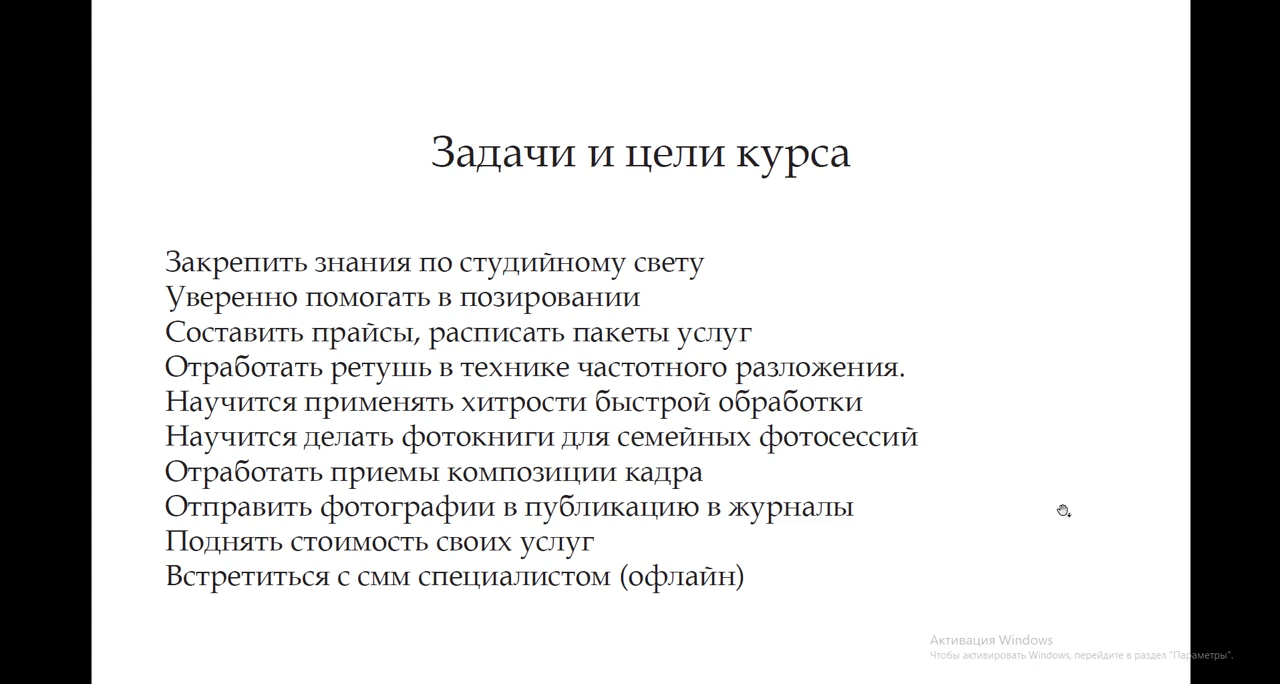 Задачи и цели курса
Закрепить знания по студийному свету
Уверенно помогать в позировании
Составить прайсы, расписать пакеты услуг
Отработать ретушь в технике частотного разложения.
Научится применять хитрости быстрой обработки
Научится делать фотокниги для семейных фотосессий
Отработать приемы композиции кадра
Отправить фотографии в публикацию в журналы
Поднять стоимость своих услуг
Встретиться с смм специалистом (офлайн)
Активация Windows
Чтобы активировать Windows, перейдите в раздел "Параметры".